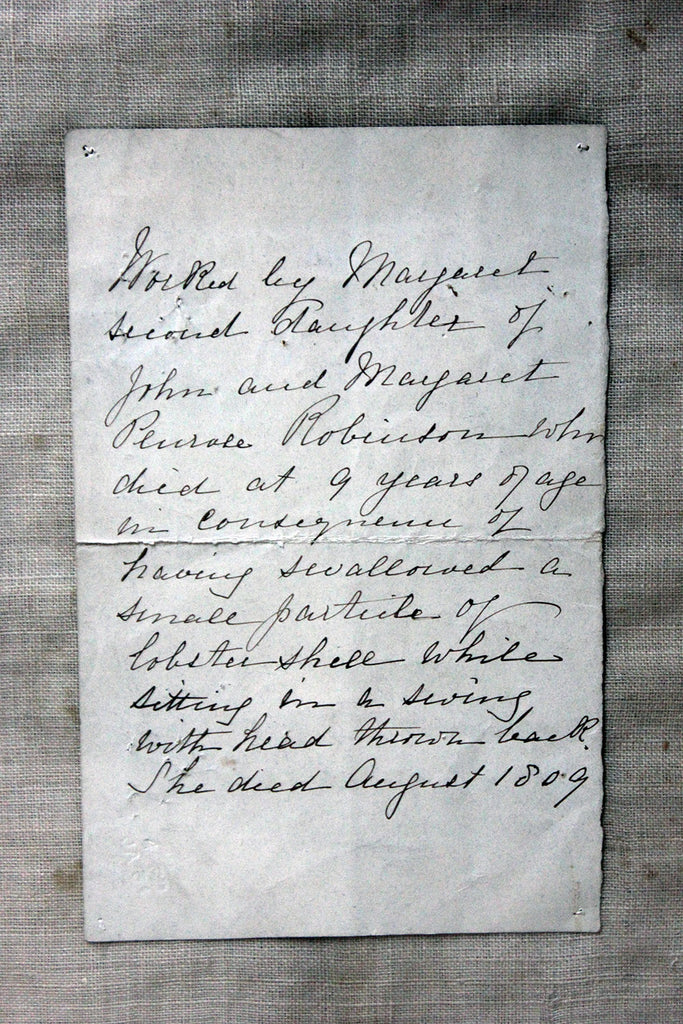 Worked by Margaret
second daughter of
John and Margaret
Penrose Robinson who
died at 9 years of age
in consequence of
having swallowed a
small particle of
lobster shell while
sitting in a swing
with head thrown back.
She died August 1809